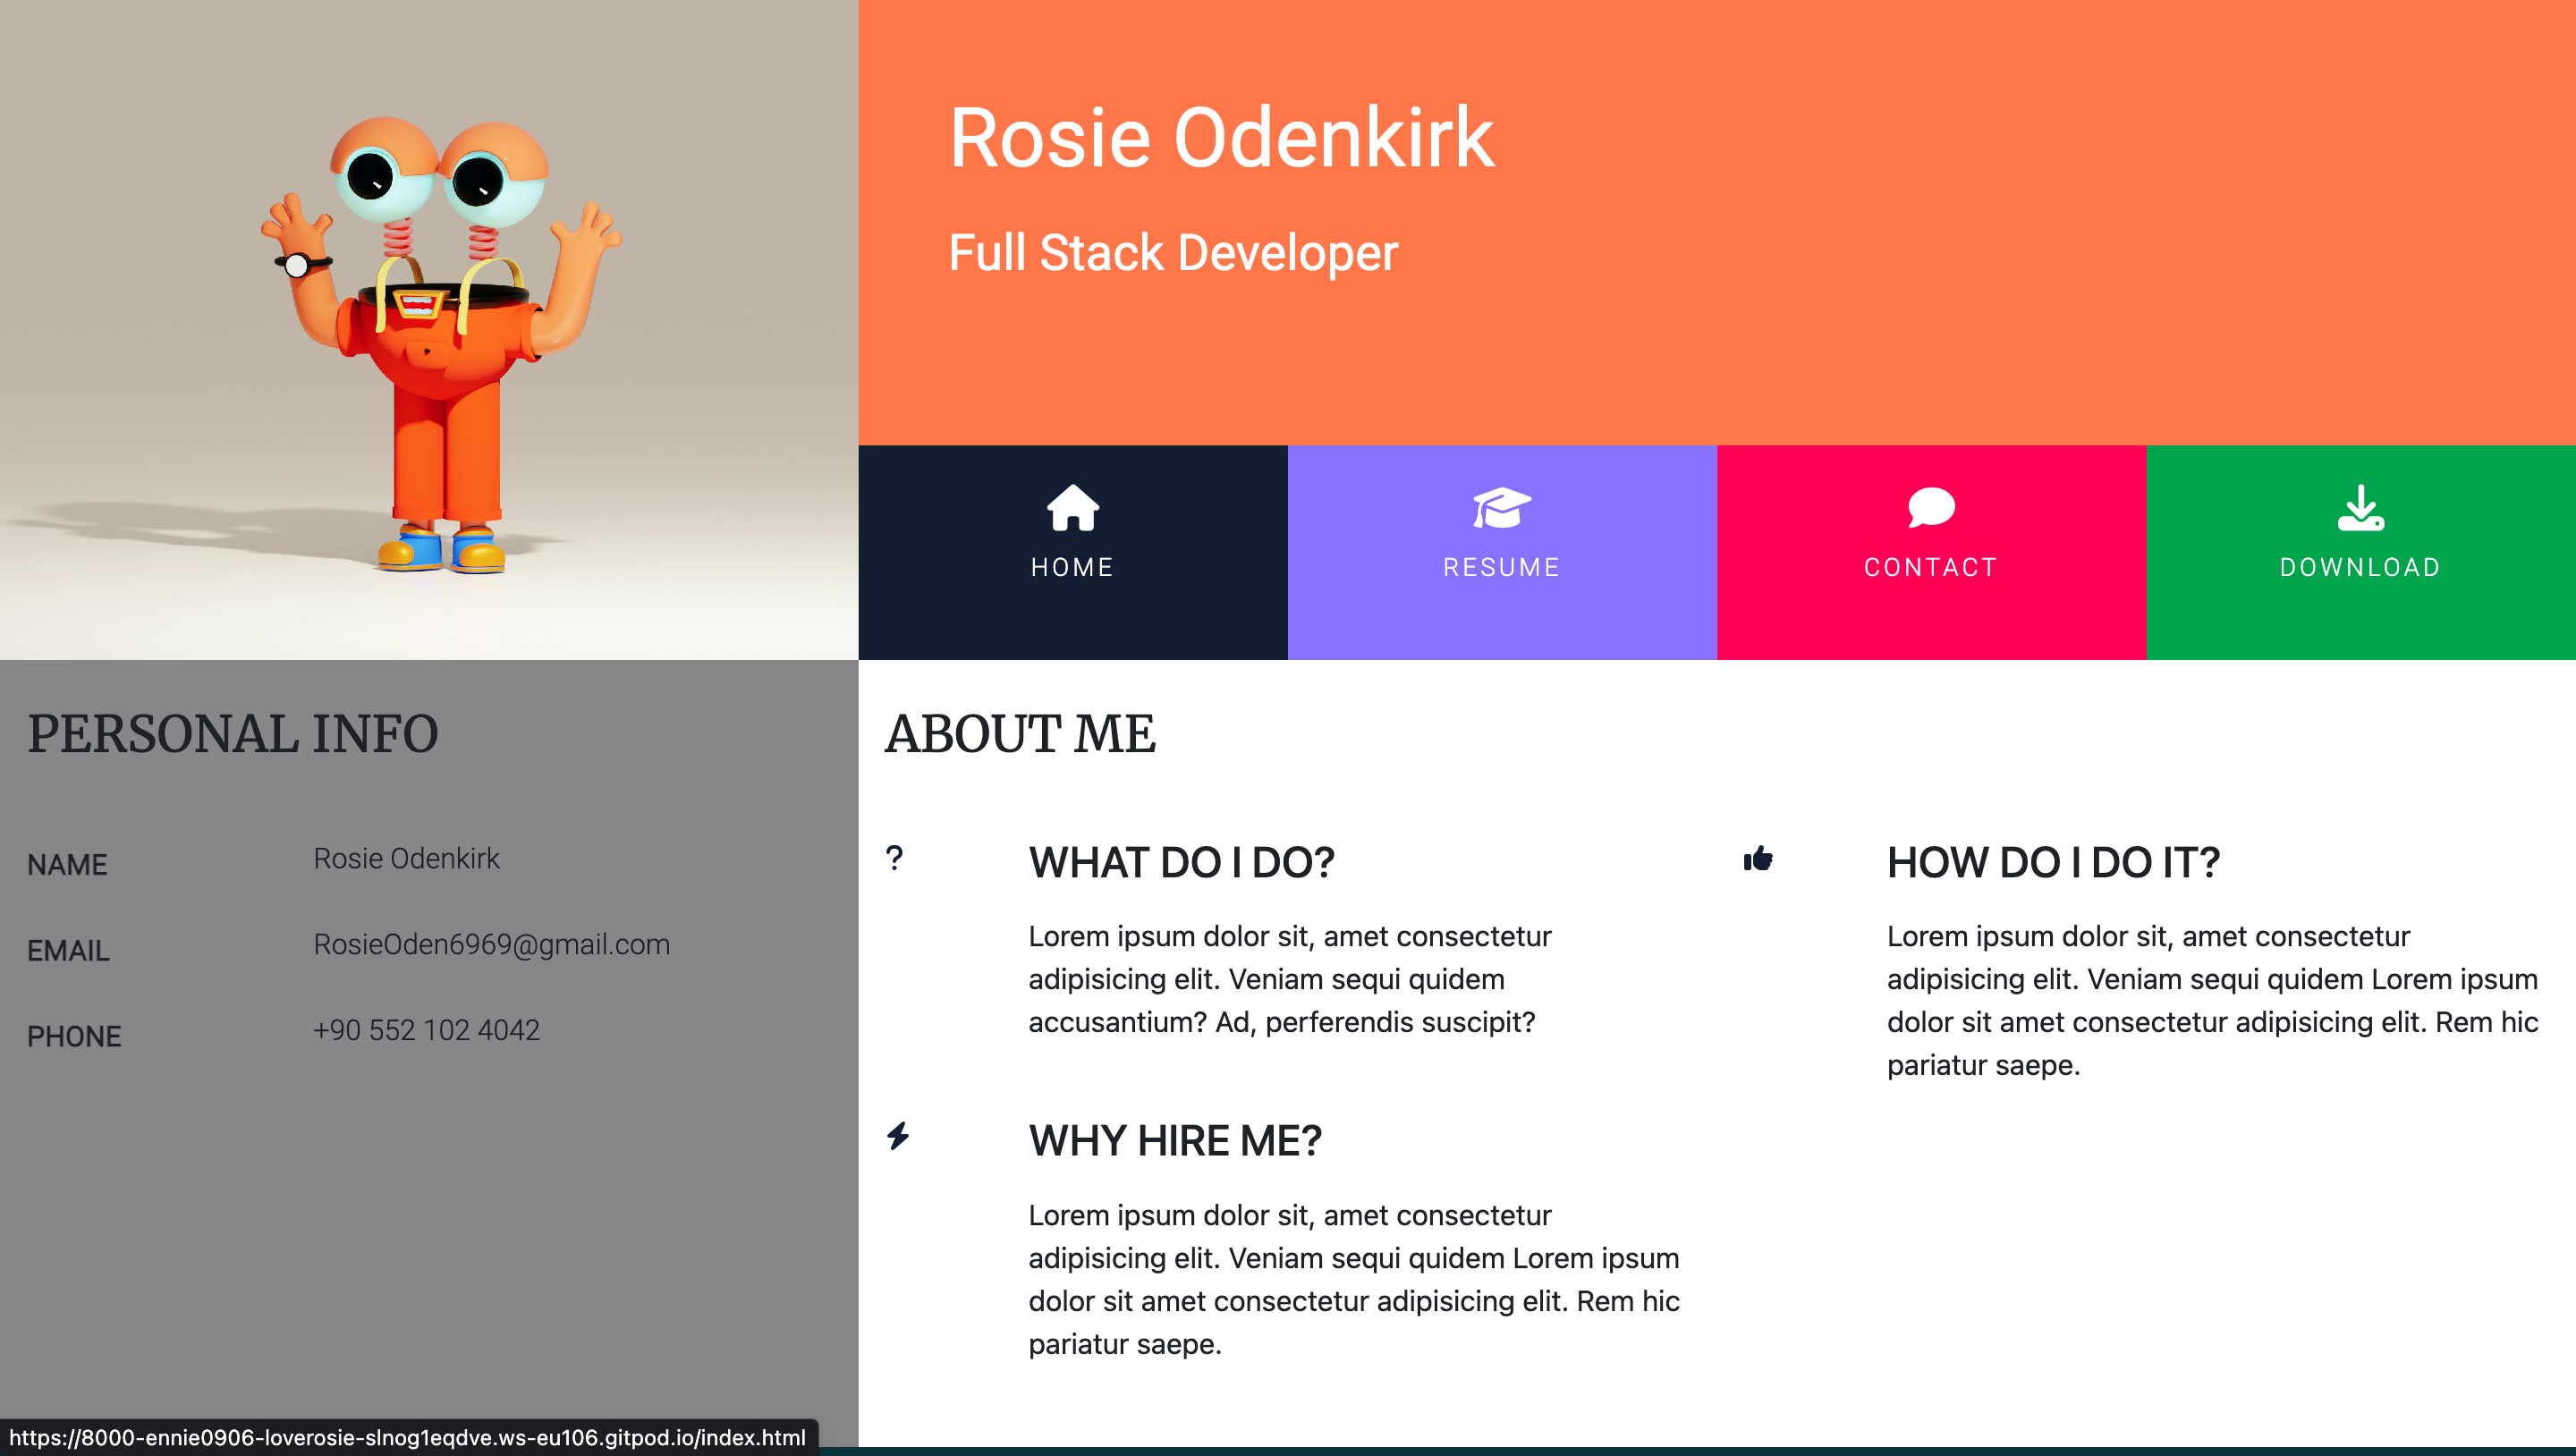 Rosie Odenkirk
Full Stack Developer
HOME
RESUME
CONTACT
DOWNLOAD
PERSONAL INFO
NAME
Rosie Odenkirk
EMAIL
RosieOden6969@gmail.com
PHONE
+90 552 102 4042
ABOUT ME
?
WHAT DO I DO?
Lorem ipsum dolor sit, amet consectetur
adipisicing elit. Veniam sequi quidem
accusantium? Ad, perferendis suscipit?
HOW DO I DO IT?
Lorem ipsum dolor sit, amet consectetur
adipisicing elit. Veniam sequi quidem Lorem ipsum
dolor sit amet consectetur adipisicing elit. Rem hic
pariatur saepe.
WHY HIRE ME?
Lorem ipsum dolor sit, amet consectetur
adipisicing elit. Veniam sequi quidem Lorem ipsum
dolor sit amet consectetur adipisicing elit. Rem hic
pariatur saepe.
https://8000-ennie0906-loverosie-slnog1eqdve.ws-eu106.gitpod.io/index.html